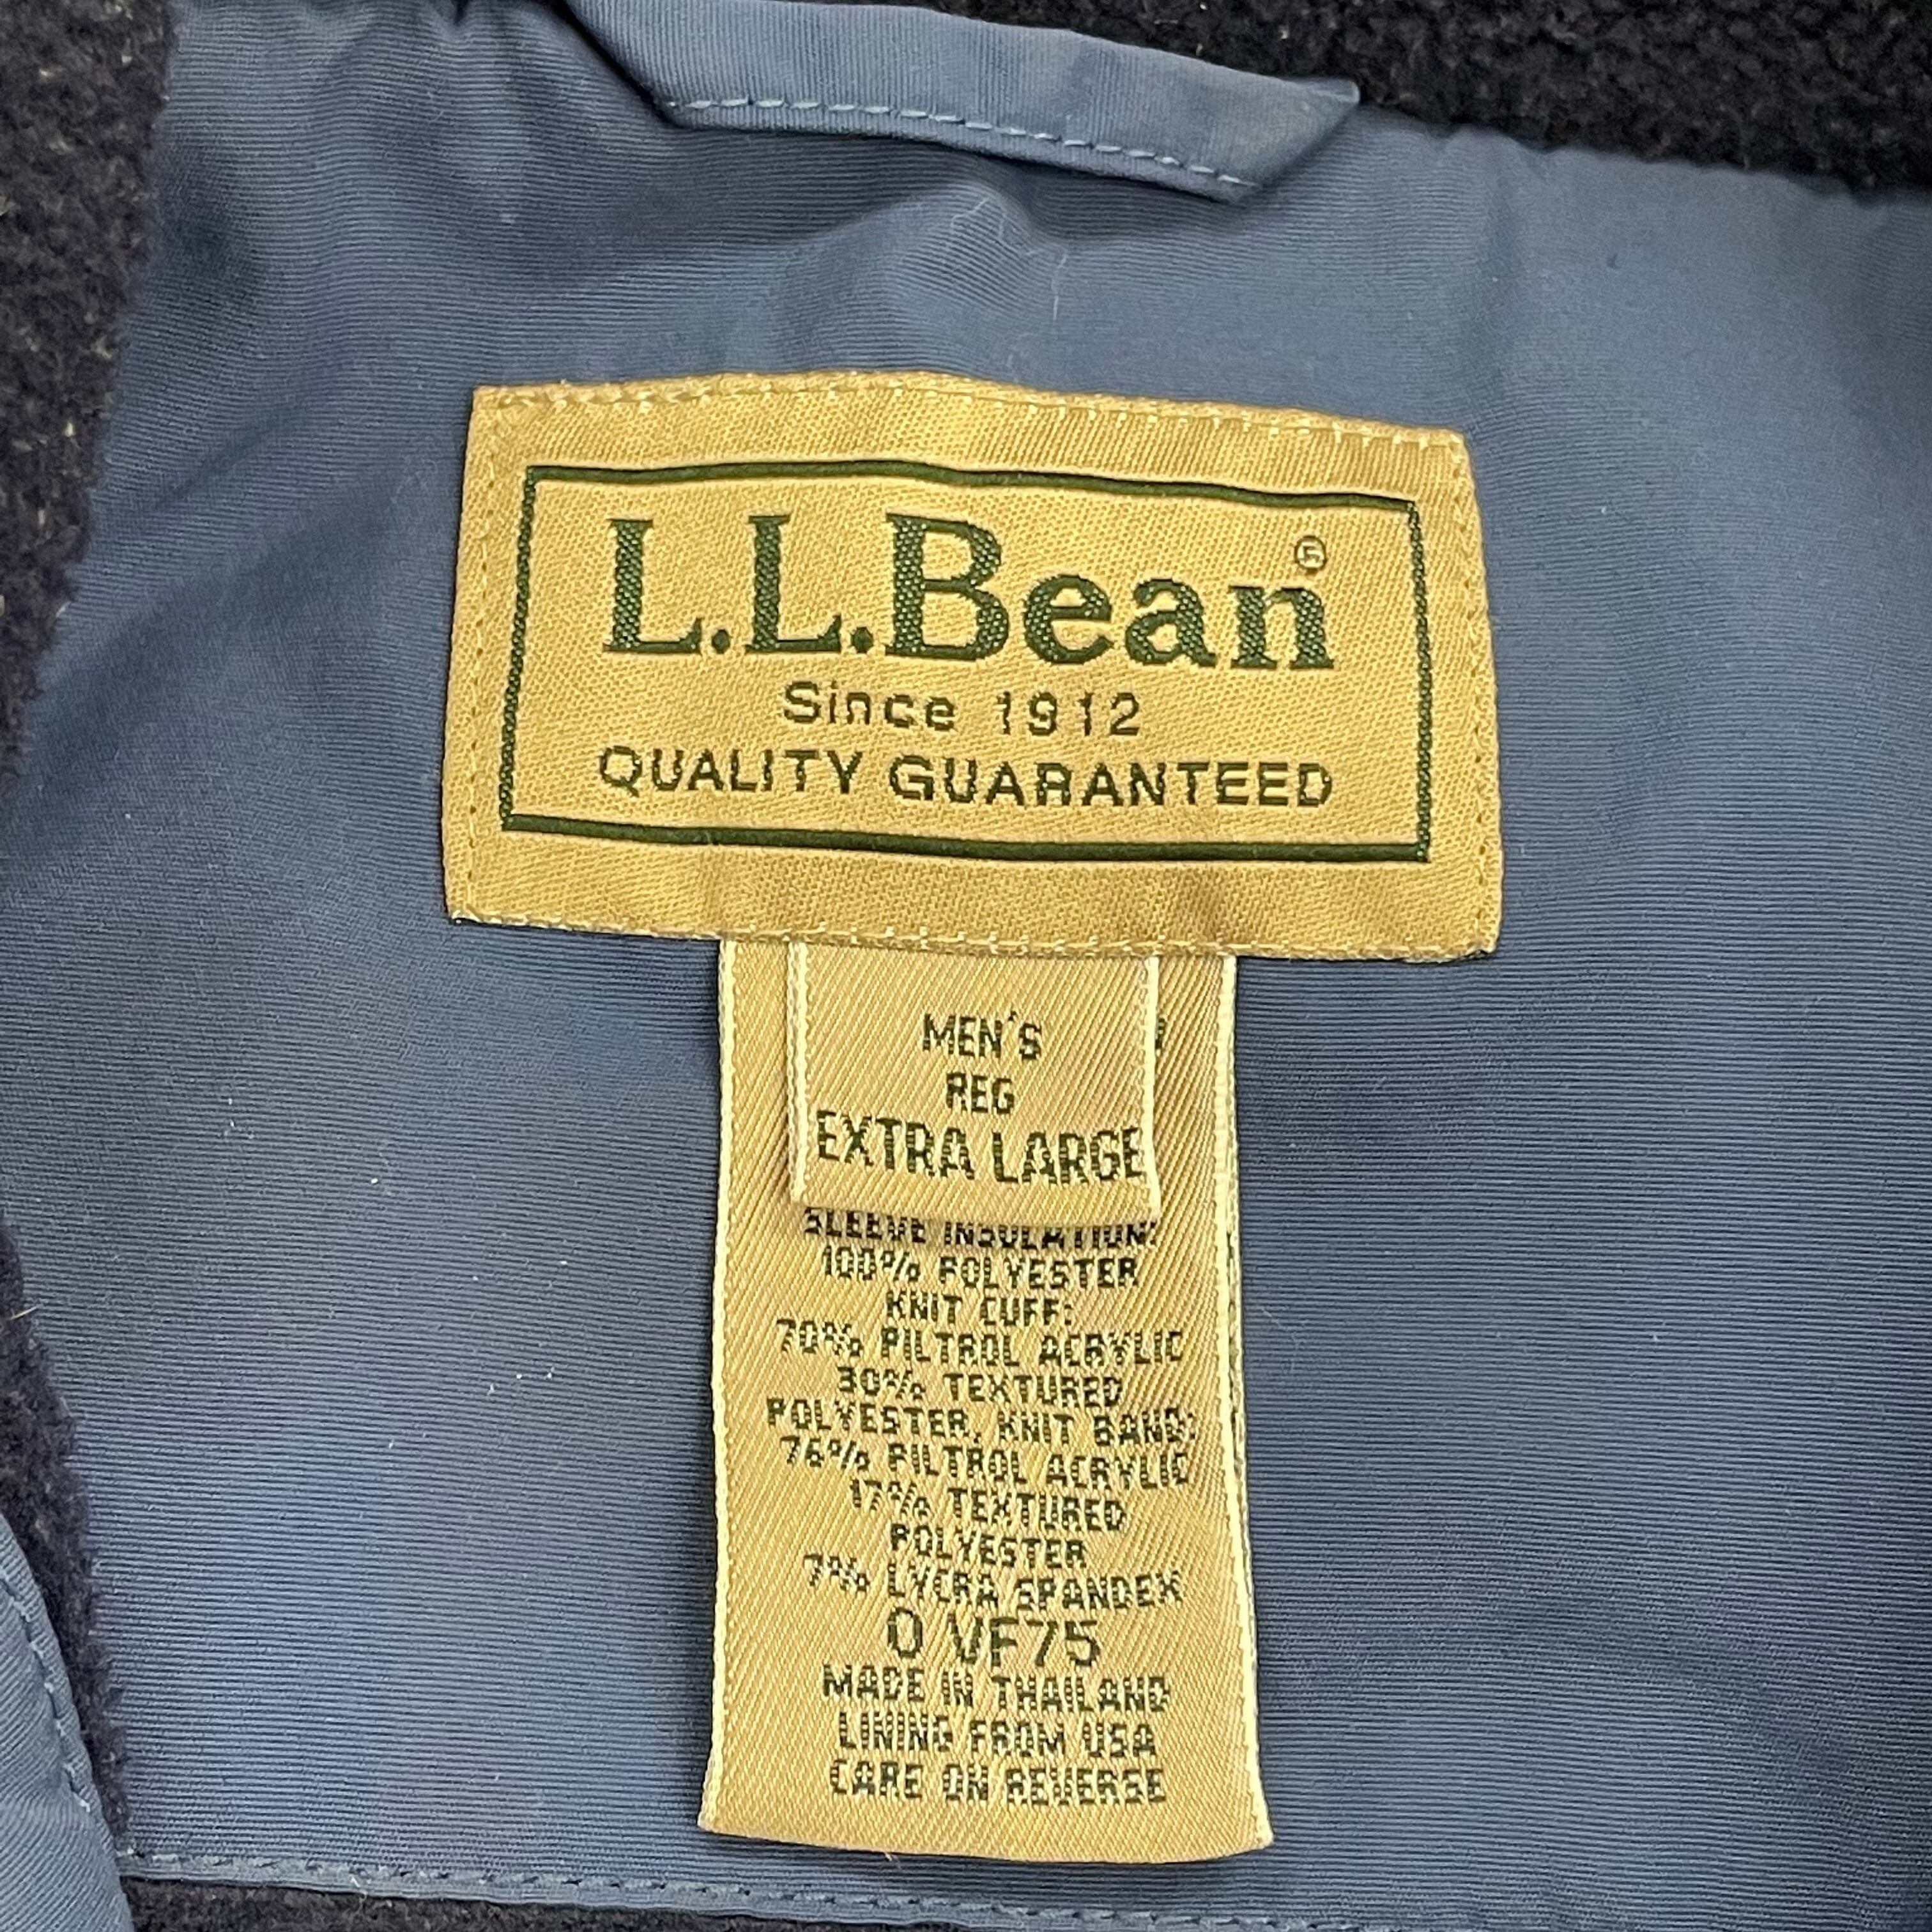 L.L.Bean®
Since 1912
QUALITY GUARANTEED
MEN'S
REG
EXTRA LARGE
SLEEVE INSULATION:
100% POLYESTER
KNIT CUFF:
70% PILTROL ACRYLIC
30% TEXTURED
POLYESTER, KNIT BAND:
76% PILTROL ACRYLIC
17% TEXTURED
POLYESTER
7% LYCRA SPANDEX
0 VF75
MADE IN THAILAND
LINING FROM USA
CARE ON REVERSE